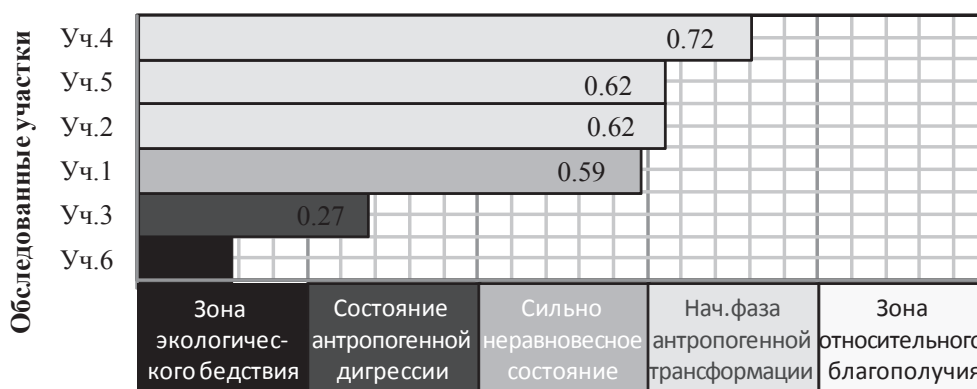 Обследованные участки
Уч.4
0.72
Уч.5
0.62
Уч.2
0.62
Уч.1
0.59
Уч.3
0.27
Уч.6
Зона
экологичес-
кого бедствия
Состояние
антропогенной
дигрессии
Сильно
неравновесное
состояние
Нач.фаза
антропогенной
трансформации
Зона
относительного
благополучия